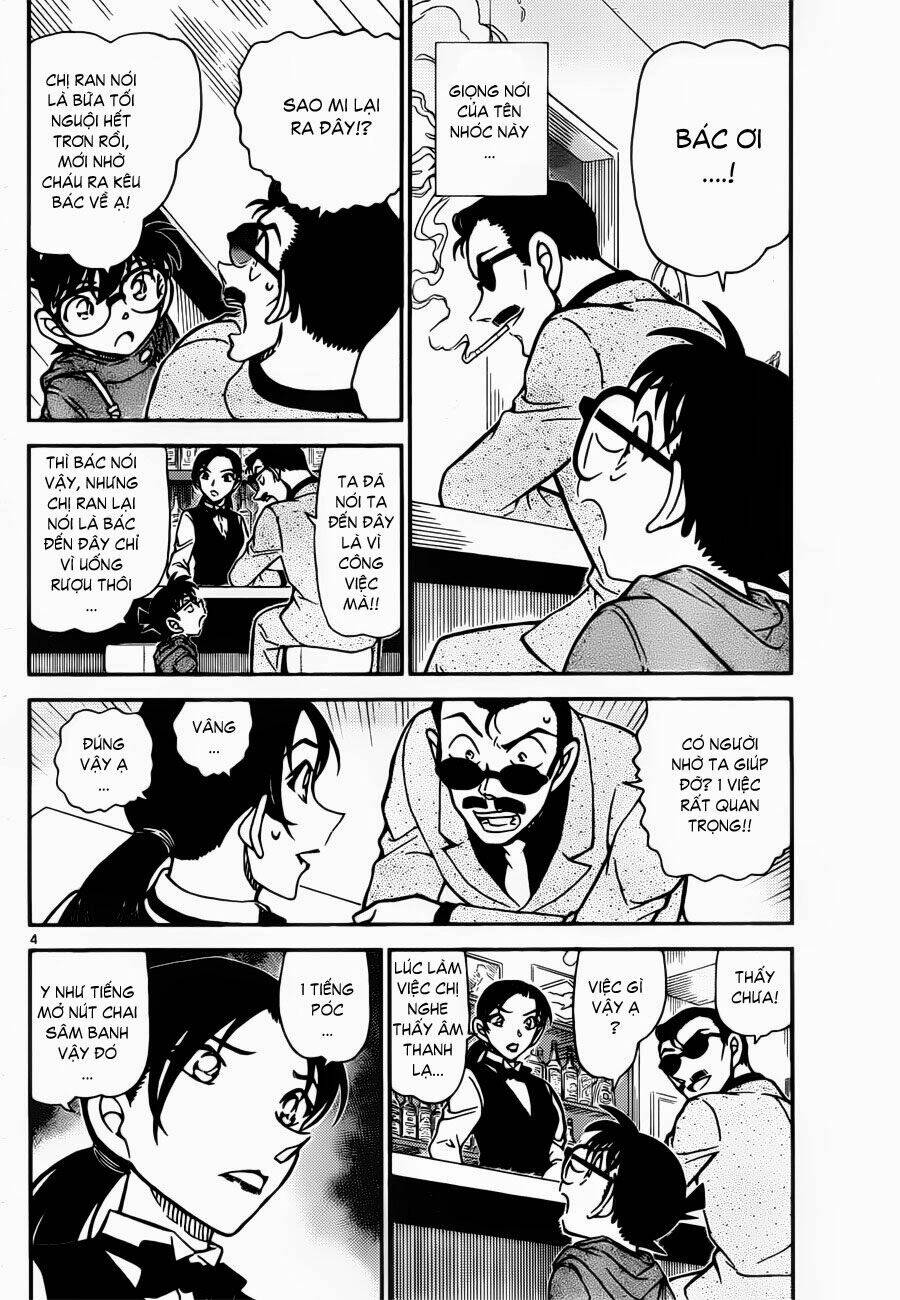 BÁC ƠI
.....!
GIỌNG NÓI
CỦA TÊN
NHÓC NÀY
...
SAO MI LẠI
RA ĐÂY!?
CHỊ RAN NÓI
LÀ BỮA TỐI
NGUỘI HẾT
TRƠN RỒI,
MỚI NHỜ
CHÁU RA KÊU
BÁC VỀ Ạ!
TA ĐÃ
NÓI TA
ĐẾN ĐÂY
LÀ VÌ
CÔNG
VIỆC
MÀ!!
THÌ BÁC NÓI
VẬY, NHƯNG
CHỊ RAN LẠI
NÓI LÀ BÁC
ĐẾN ĐÂY CHỈ
VÌ UỐNG
RƯỢU THÔI
...
CÓ NGƯỜI
NHỜ TA GIÚP
ĐỠ? 1 VIỆC
RẤT QUAN
TRỌNG!!
VÂNG
...
ĐÚNG
VẬY Ạ
...
THẤY
CHƯA!
VIỆC GÌ
VẬY Ạ
?
LÚC LÀM
VIỆC CHỊ
NGHE
THẤY ÂM
THANH
LẠ...
1 TIẾNG
PÓC
...
Y NHƯ TIẾNG
MỞ NÚT CHAI
SÂM BANH
VẬY ĐÓ
...
4